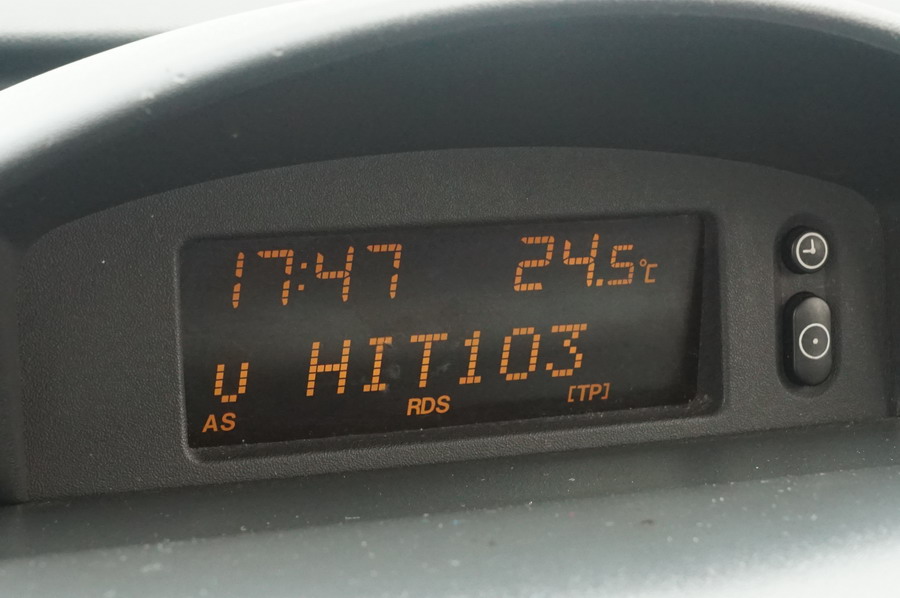 17:47 24.5°C
U HIT103
AS RDS [TP]